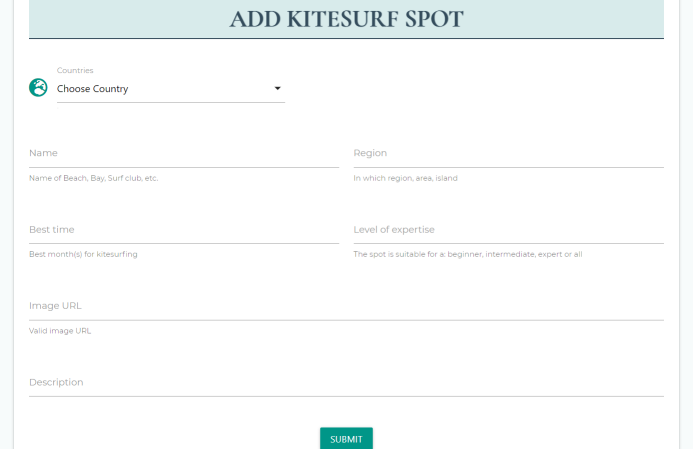 ADD KITESURF SPOT
Countries
Choose Country
Name Region
Name of Beach, Bay, Surf club, etc. In which region, area, island
Best time Level of expertise
Best month(s) for kitesurfing The spot is suitable for a: beginner, intermediate, expert or all
Image URL
Valid image URL
Description
SUBMIT